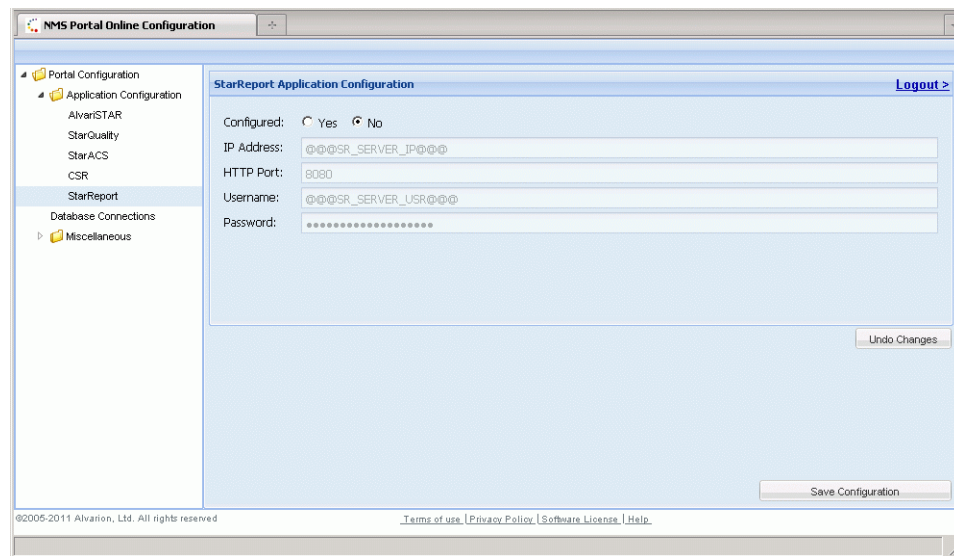 NMS Portal Online Configuration
Portal Configuration
Application Configuration
AlvariSTAR
StarQuality
StarACS
CSR
StarReport
Database Connections
Miscellaneous
StarReport Application Configuration
Logout >
Configured: Yes No
IP Address: @@@SR_SERVER_IP@@@
HTTP Port: 8080
Username: @@@SR_SERVER_USR@@@
Password: ●●●●●●●●●●●●●●●●●●●
Undo Changes
Save Configuration
©2005-2011 Alvarion, Ltd. All rights reserved
Terms of use | Privacy Policy | Software License | Help